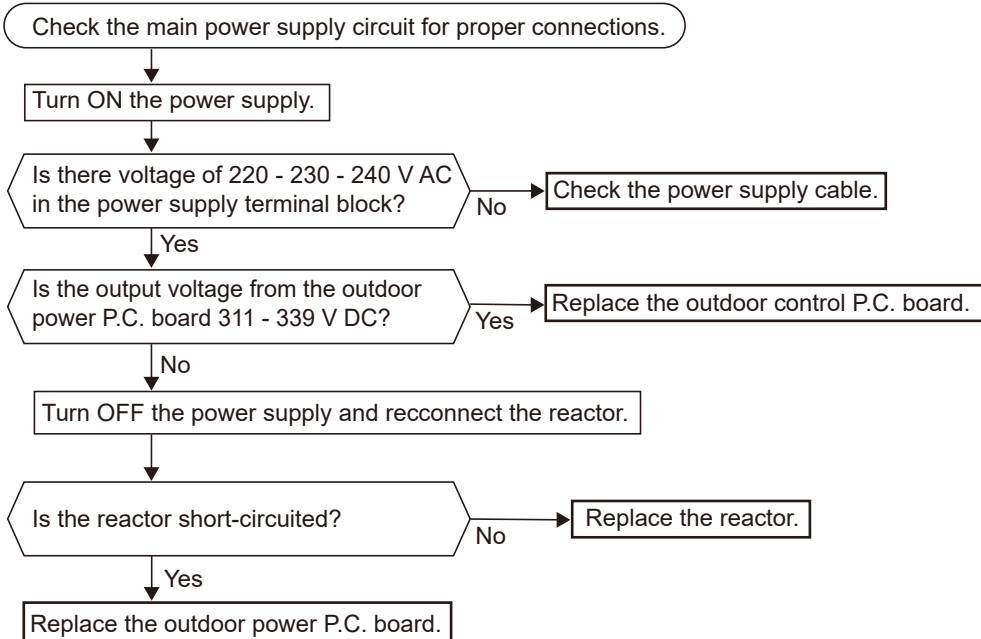 Check the main power supply circuit for proper connections.
Turn ON the power supply.
Is there voltage of 220 - 230 - 240 V AC
in the power supply terminal block?
No
Check the power supply cable.
Yes
Is the output voltage from the outdoor
power P.C. board 311 - 339 V DC?
Yes
Replace the outdoor control P.C. board.
No
Turn OFF the power supply and recconnect the reactor.
Is the reactor short-circuited?
No
Replace the reactor.
Yes
Replace the outdoor power P.C. board.